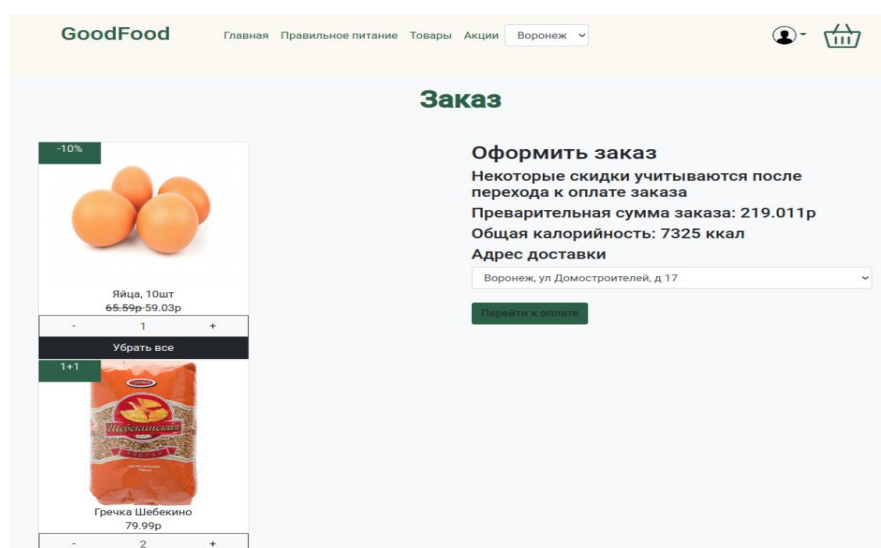 GoodFood
Главная Правильное питание Товары Акции Воронеж
Заказ
-10%
Яйца, 10шт
65.59р 59.03р
- 1 +
Убрать все
1+1
Шебекинская
Гречка Шебекино
79.99р
- 2 +
Оформить заказ
Некоторые скидки учитываются после
перехода к оплате заказа
Преварительная сумма заказа: 219.011р
Общая калорийность: 7325 ккал
Адрес доставки
Воронеж, ул Домостроителей, д 17
Перейти к оплате